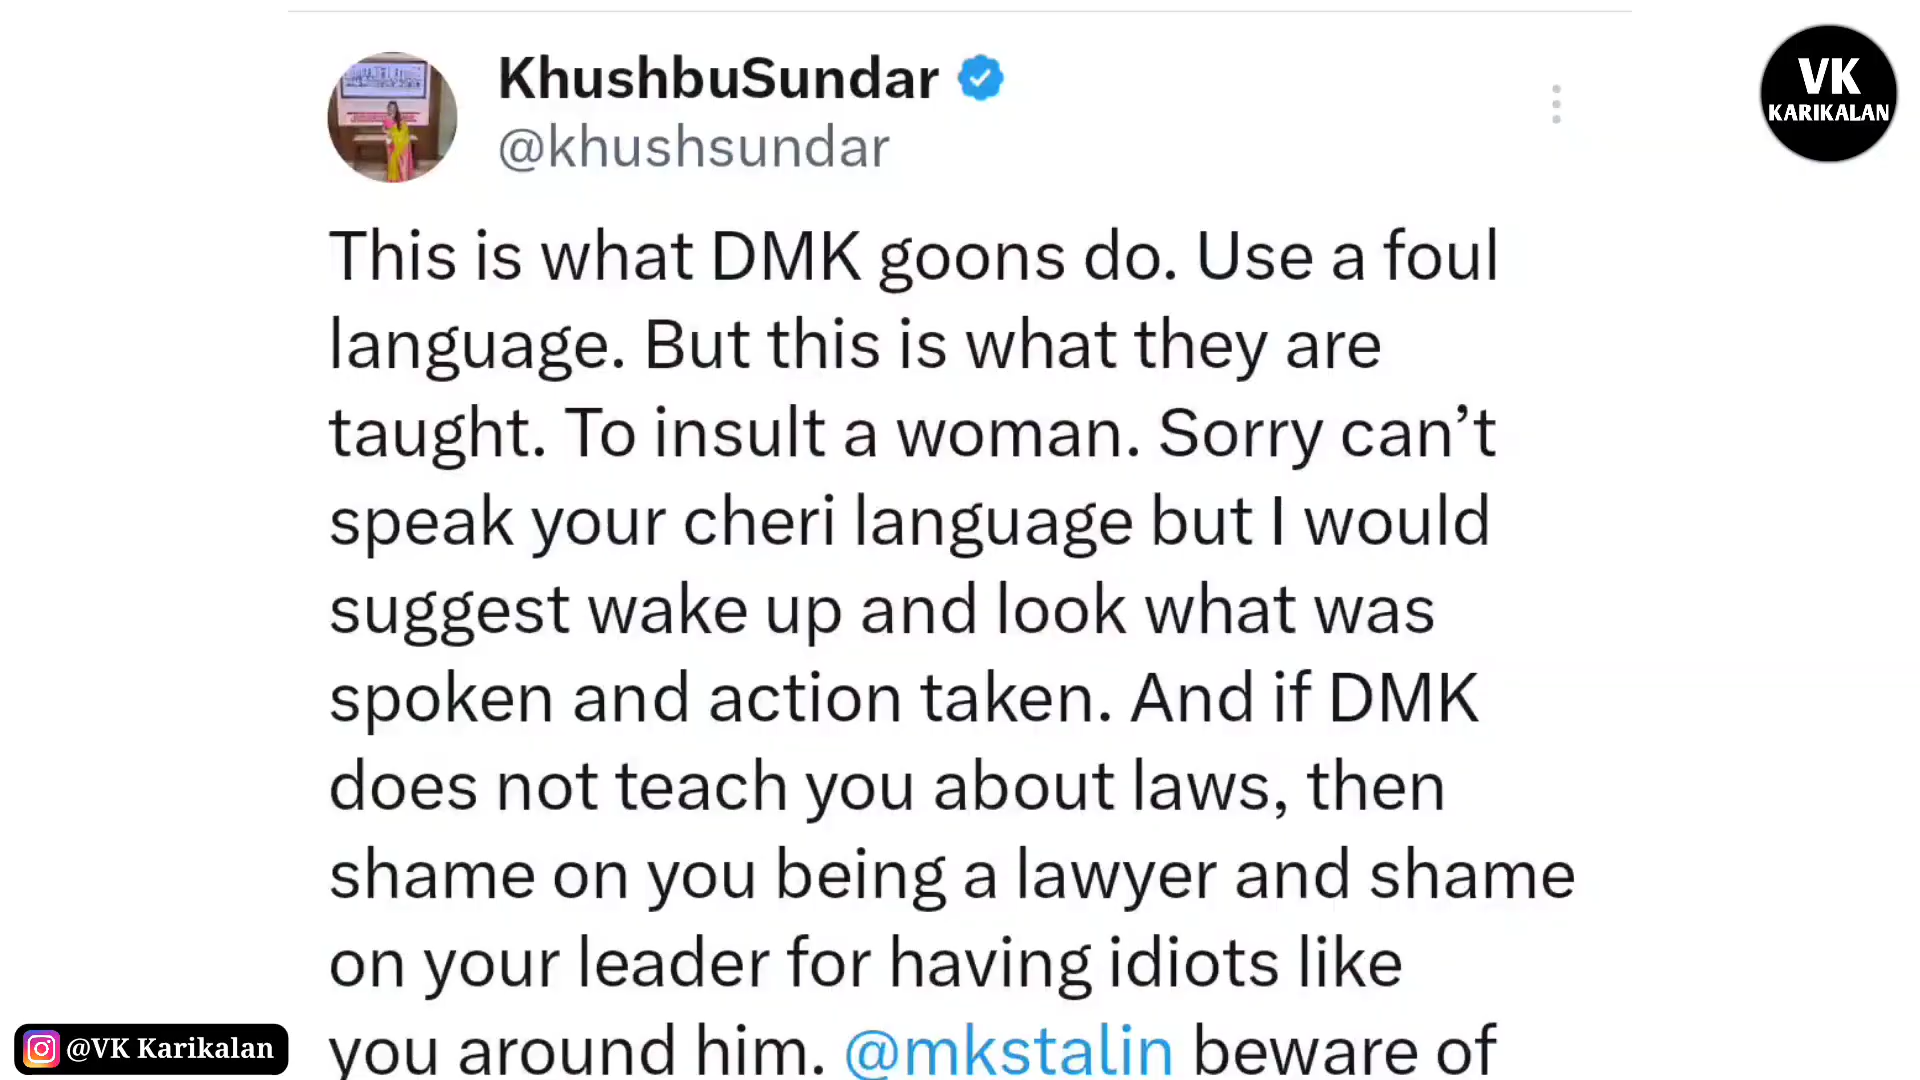 KhushbuSundar
@khushsundar
VK
KARIKALAN
This is what DMK goons do. Use a foul
language. But this is what they are
taught. To insult a woman. Sorry can’t
speak your cheri language but I would
suggest wake up and look what was
spoken and action taken. And if DMK
does not teach you about laws, then
shame on you being a lawyer and shame
on your leader for having idiots like
you around him. @mkstalin beware of
@VK Karikalan